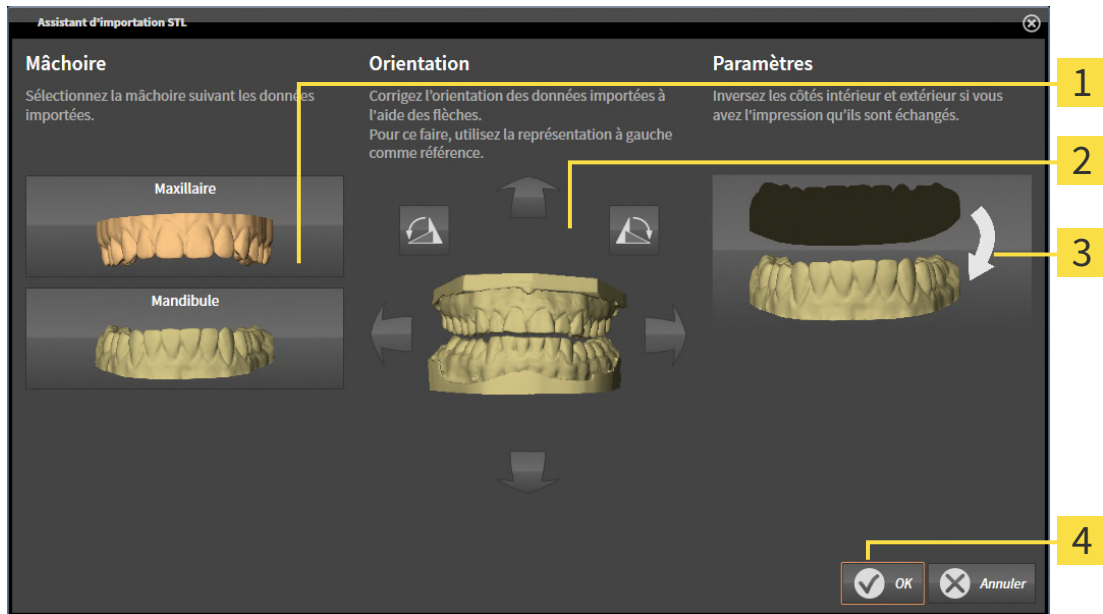 Assistant d'importation STL
Mâchoire
Sélectionnez la mâchoire suivant les données
importées.
Maxillaire
Mandibule
Orientation
Corrigez l'orientation des données importées à
l'aide des flèches.
Pour ce faire, utilisez la représentation à gauche
comme référence.
Paramètres
Inversez les côtés intérieur et extérieur si vous
avez l'impression qu'ils sont échangés.
1
2
3
4
OK
Annuler